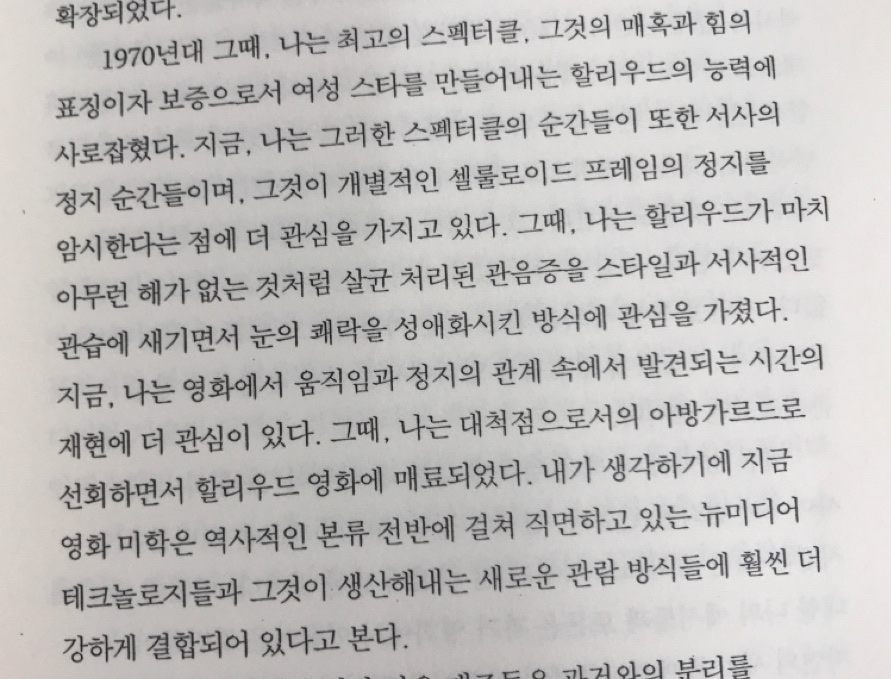 확장되었다.
1970년대 그때, 나는 최고의 스펙터클, 그것의 매혹과 힘의
표징이자 보증으로서 여성 스타를 만들어내는 할리우드의 능력에
사로잡혔다. 지금, 나는 그러한 스펙터클의 순간들이 또한 서사의
정지 순간들이며, 그것이 개별적인 셀룰로이드 프레임의 정지를
암시한다는 점에 더 관심을 가지고 있다. 그때, 나는 할리우드가 마치
아무런 해가 없는 것처럼 살균 처리된 관음증을 스타일과 서사적인
관습에 새기면서 눈의 쾌락을 성애화시킨 방식에 관심을 가졌다.
지금, 나는 영화에서 움직임과 정지의 관계 속에서 발견되는 시간의
재현에 더 관심이 있다. 그때, 나는 대척점으로서의 아방가르드로
선회하면서 할리우드 영화에 매료되었다. 내가 생각하기에 지금
영화 미학은 역사적인 본류 전반에 걸쳐 직면하고 있는 뉴미디어
테크놀로지들과 그것이 생산해내는 새로운 관람 방식들에 훨씬 더
강하게 결합되어 있다고 본다.
과거와의 분리를